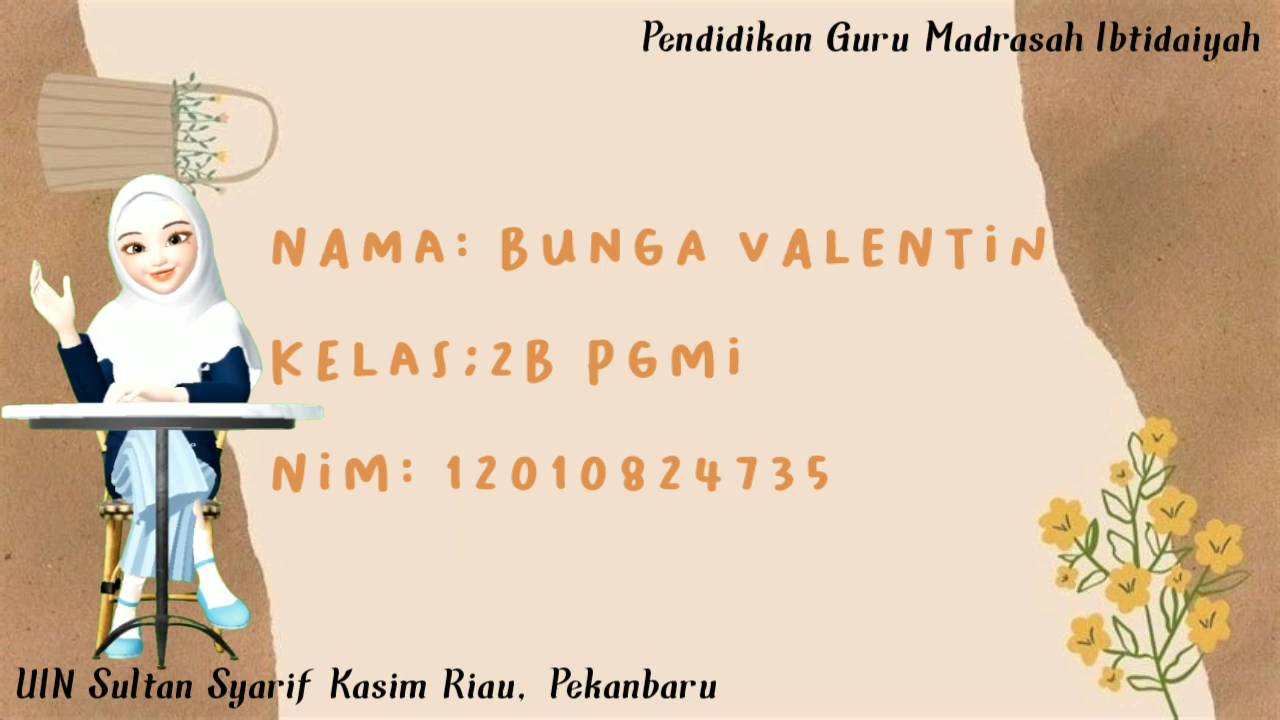 Pendidikan Guru Madrasah Ibtidaiyah
NAMA: BUNGA VALENTiN
KELAS;2B PGMi
NiM: 12010824735
UIN Sultan Syarif Kasim Riau, Pekanbaru